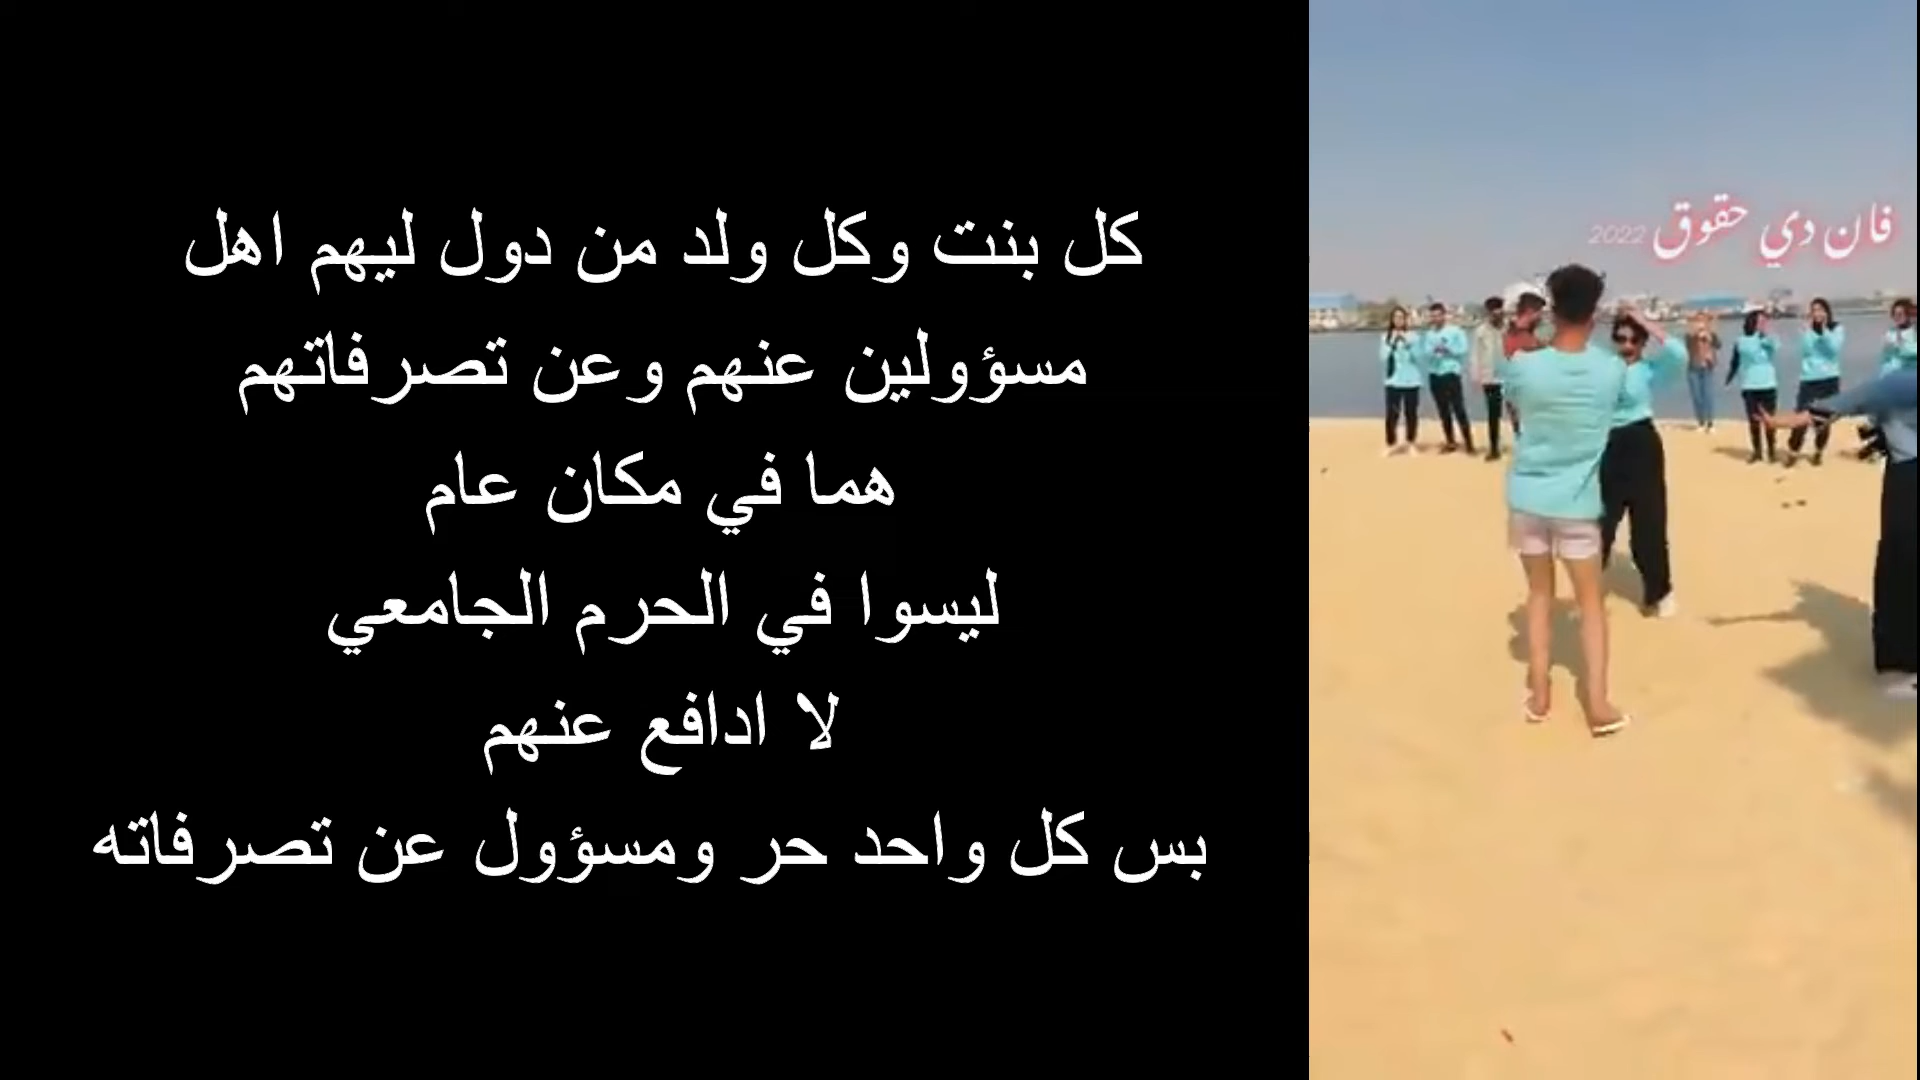 كل بنت وكل ولد من دول ليهم اهل
مسؤولين عنهم وعن تصرفاتهم
هما في مكان عام
ليسوا في الحرم الجامعي
لا ادافع عنهم
بس كل واحد حر ومسؤول عن تصرفاته
فان دي حقوق 2022